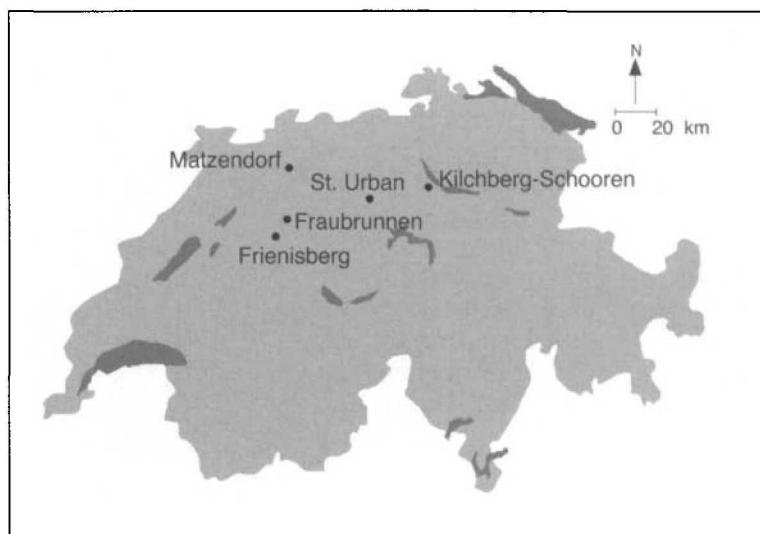 N
0 20 km
Matzendorf
St. Urban
Kilchberg-Schooren
Fraubrunnen
Frienisberg